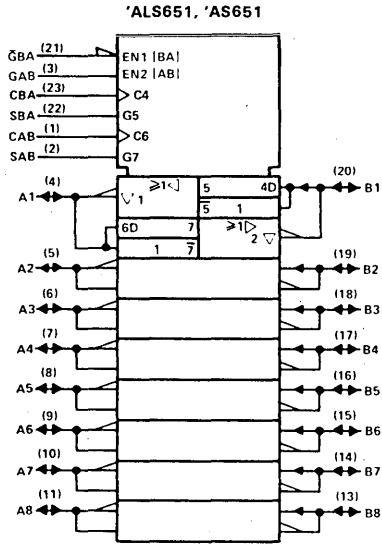 'ALS651, 'AS651
G̅BA (21) EN1 [BA]
GAB (3) EN2 [AB]
CBA (23) C4
SBA (22) G5
CAB (1) C6
SAB (2) G7
A1 (4) ≥1 5 4D (20) B1
1 5̅ 1
6D 7 ≥1
1 7̅ 2
A2 (5) (19) B2
A3 (6) (18) B3
A4 (7) (17) B4
A5 (8) (16) B5
A6 (9) (15) B6
A7 (10) (14) B7
A8 (11) (13) B8